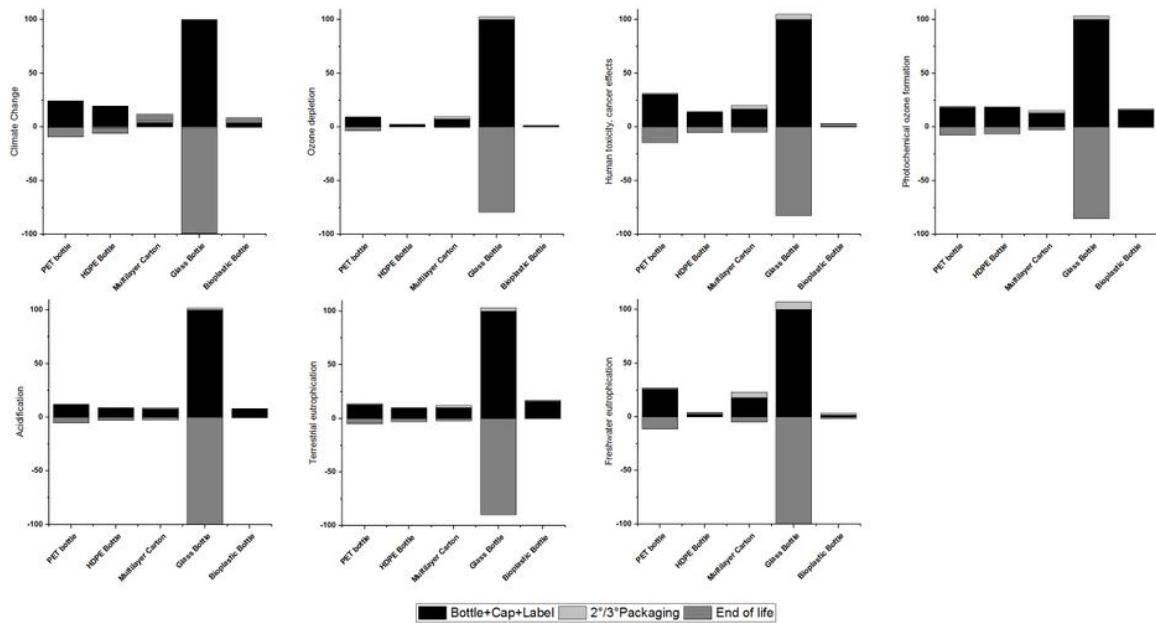 Climate Change
100
50
0
-50
-100
PET bottle
HDPE Bottle
Multilayer Carton
Glass Bottle
Bioplastic Bottle
Ozone depletion
100
50
0
-50
-100
PET bottle
HDPE Bottle
Multilayer Carton
Glass Bottle
Bioplastic Bottle
Human toxicity, cancer effects
100
50
0
-50
-100
PET bottle
HDPE Bottle
Multilayer Carton
Glass Bottle
Bioplastic Bottle
Photochemical ozone formation
100
50
0
-50
-100
PET bottle
HDPE Bottle
Multilayer Carton
Glass Bottle
Bioplastic Bottle
Acidification
100
50
0
-50
-100
PET bottle
HDPE Bottle
Multilayer Carton
Glass Bottle
Bioplastic Bottle
Terrestrial eutrophication
100
50
0
-50
-100
PET bottle
HDPE Bottle
Multilayer Carton
Glass Bottle
Bioplastic Bottle
Freshwater eutrophication
100
50
0
-50
-100
PET bottle
HDPE Bottle
Multilayer Carton
Glass Bottle
Bioplastic Bottle
Bottle+Cap+Label 2°/3°Packaging End of life